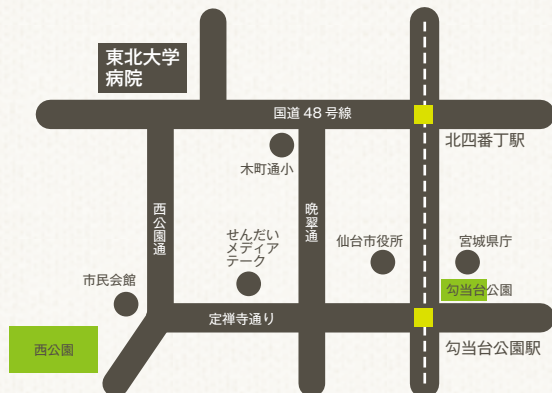 東北大学
病院
国道48号線
北四番丁駅
木町通小
西公園通
晩翠通
せんだい
メディア
テーク
仙台市役所
宮城県庁
市民会館
勾当台公園
定禅寺通り
西公園
勾当台公園駅